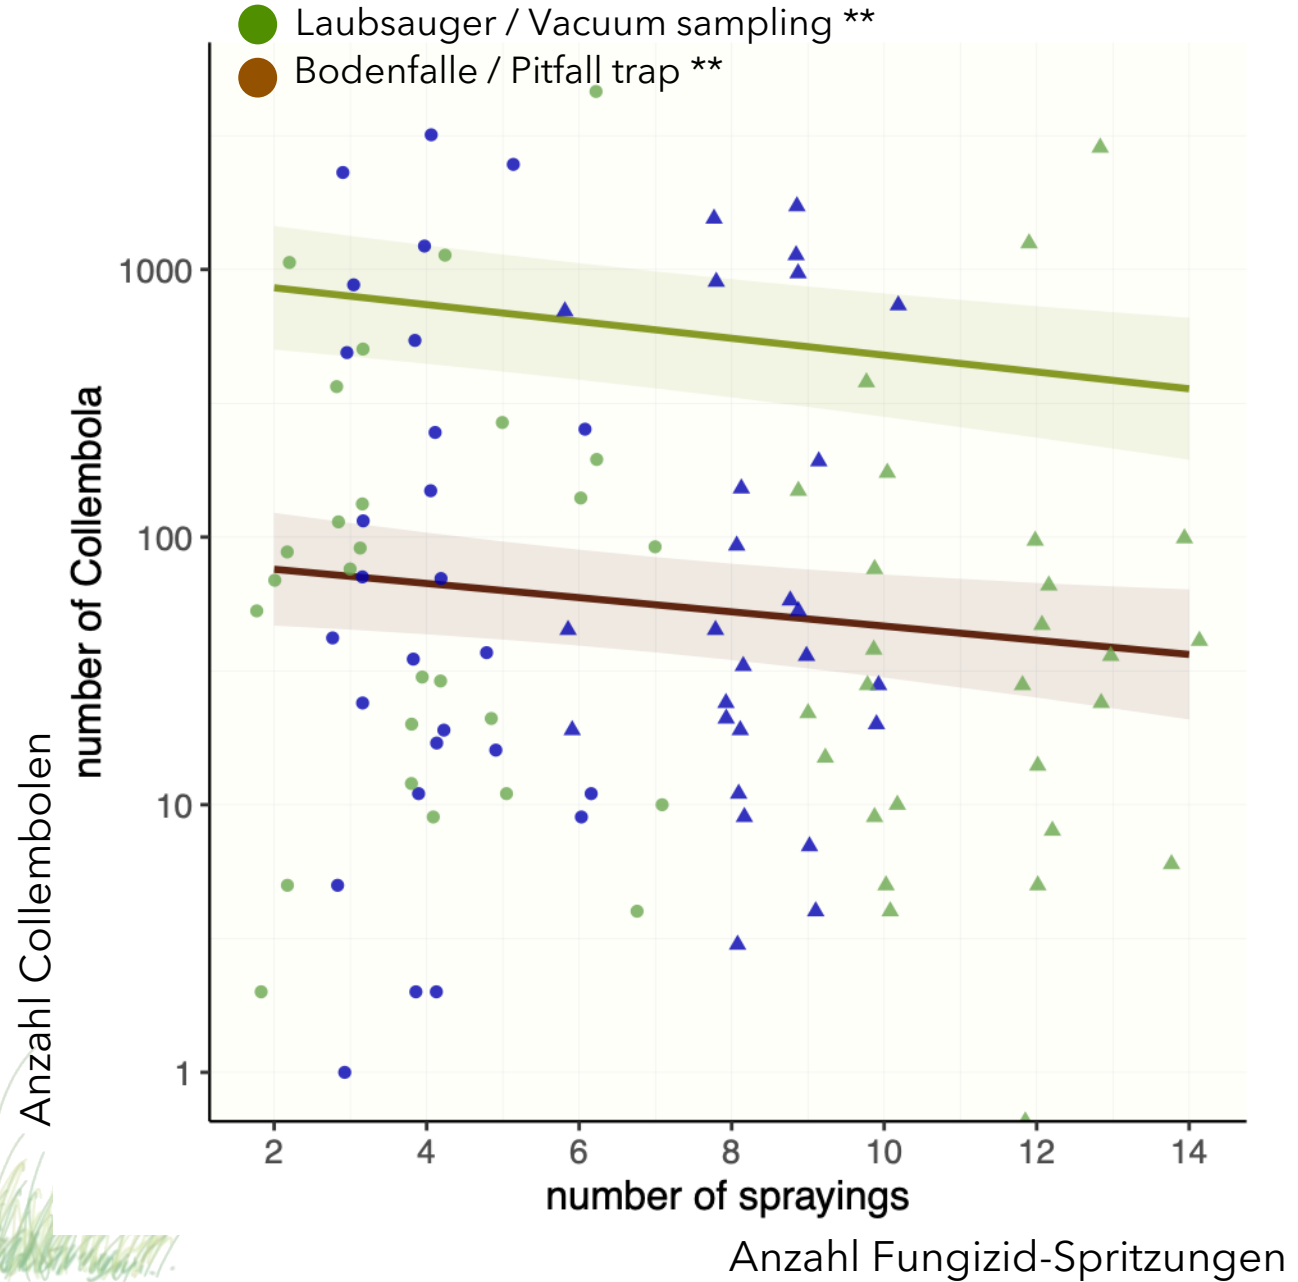 Laubsauger / Vacuum sampling **
Bodenfalle / Pitfall trap **
1000
100
10
1
number of Collembola
Anzahl Collembolen
2 4 6 8 10 12 14
number of sprayings
Anzahl Fungizid-Spritzungen